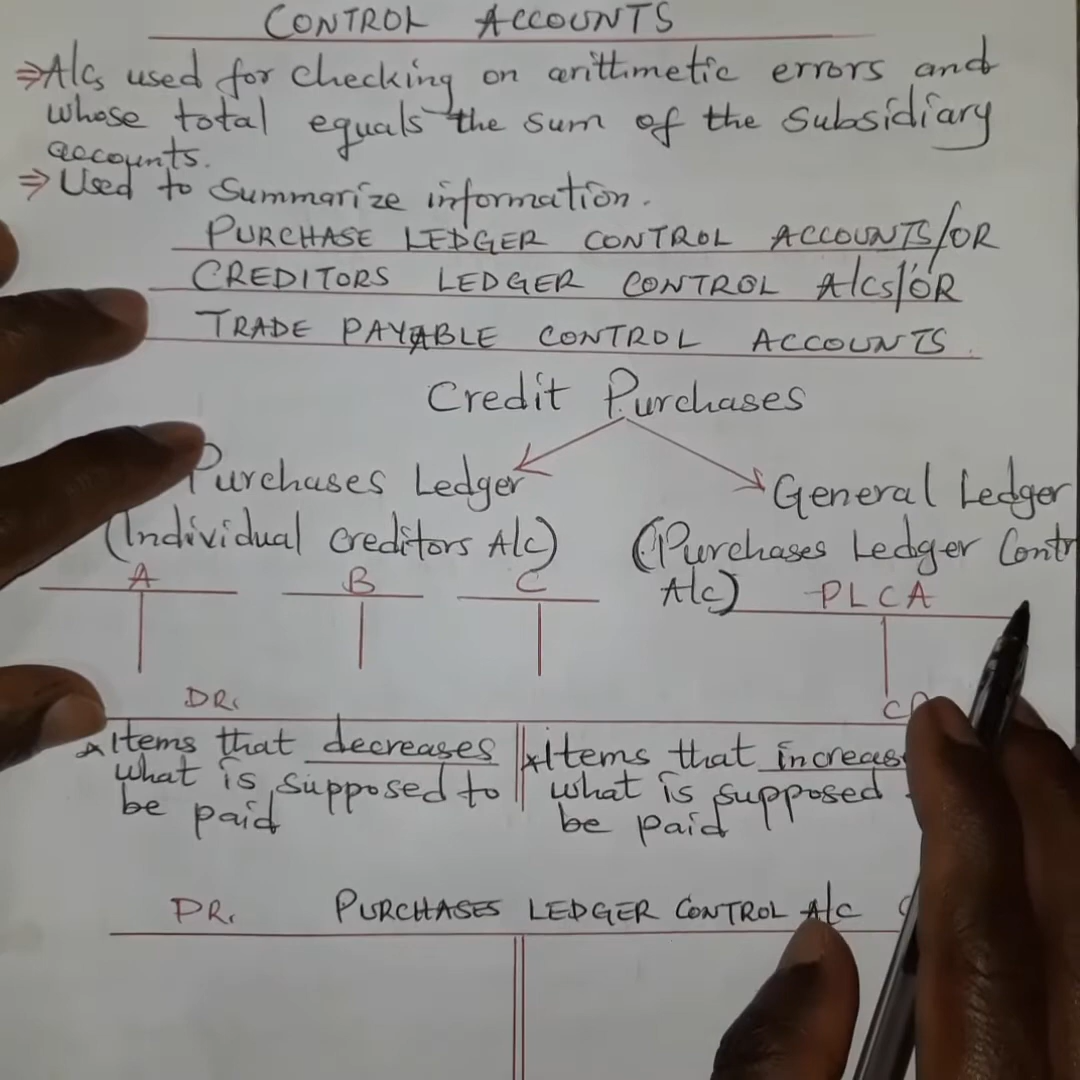 CONTROL ACCOUNTS
⇒A/Cs used for checking on arithmetic errors and
whose total equals the sum of the subsidiary
accounts.
⇒ Used to summarize information.
PURCHASE LEDGER CONTROL ACCOUNTS/OR
CREDITORS LEDGER CONTROL A/Cs/OR
TRADE PAYABLE CONTROL ACCOUNTS.
Credit Purchases
Purchases Ledger
(Individual creditors A/C)
General Ledger
(Purchases Ledger Contr
A/C)
A B C
PLCA
DR.
*Items that decreases
what is supposed to
be paid
*Items that increas
what is supposed
be paid
DR. PURCHASES LEDGER CONTROL A/C